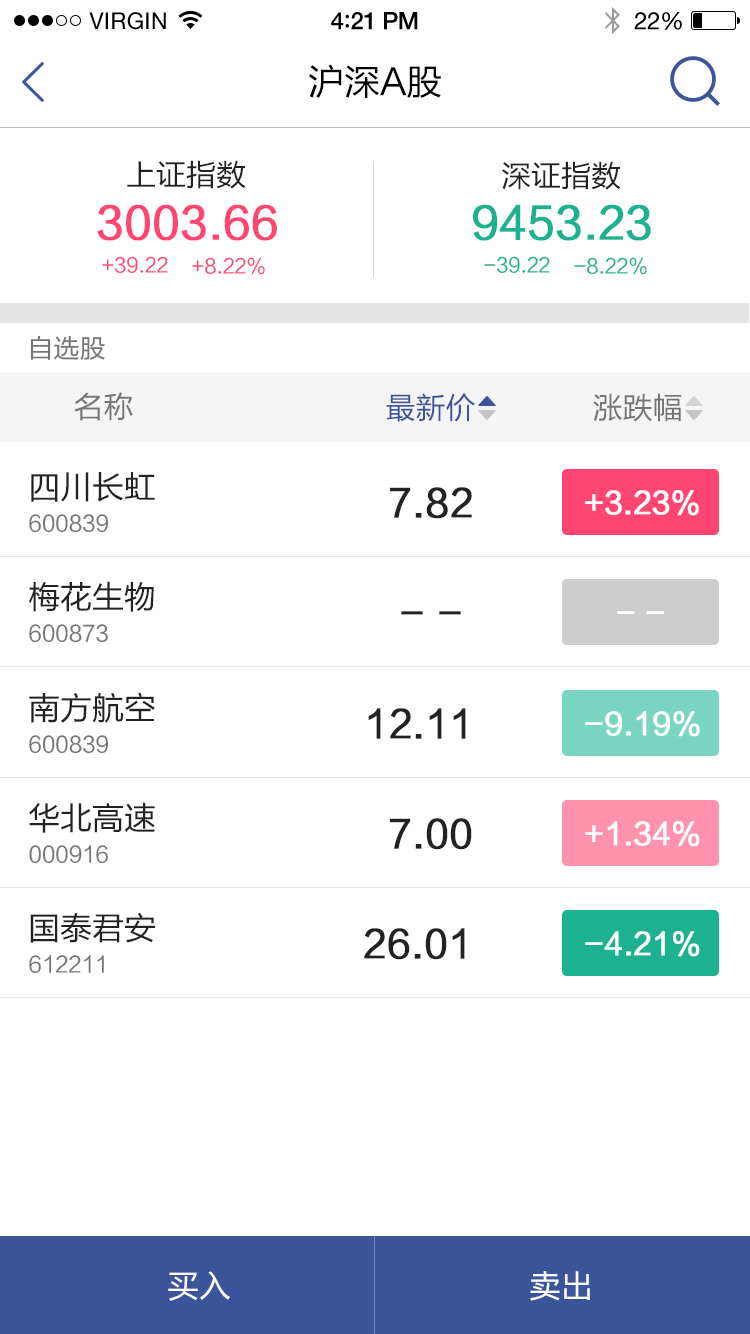 VIRGIN 4:21 PM 22%
沪深A股
上证指数 深证指数
3003.66 9453.23
+39.22 +8.22% −39.22 −8.22%
自选股
名称 最新价 涨跌幅
四川长虹 7.82 +3.23%
600839
梅花生物 – – – –
600873
南方航空 12.11 −9.19%
600839
华北高速 7.00 +1.34%
000916
国泰君安 26.01 −4.21%
612211
买入 卖出